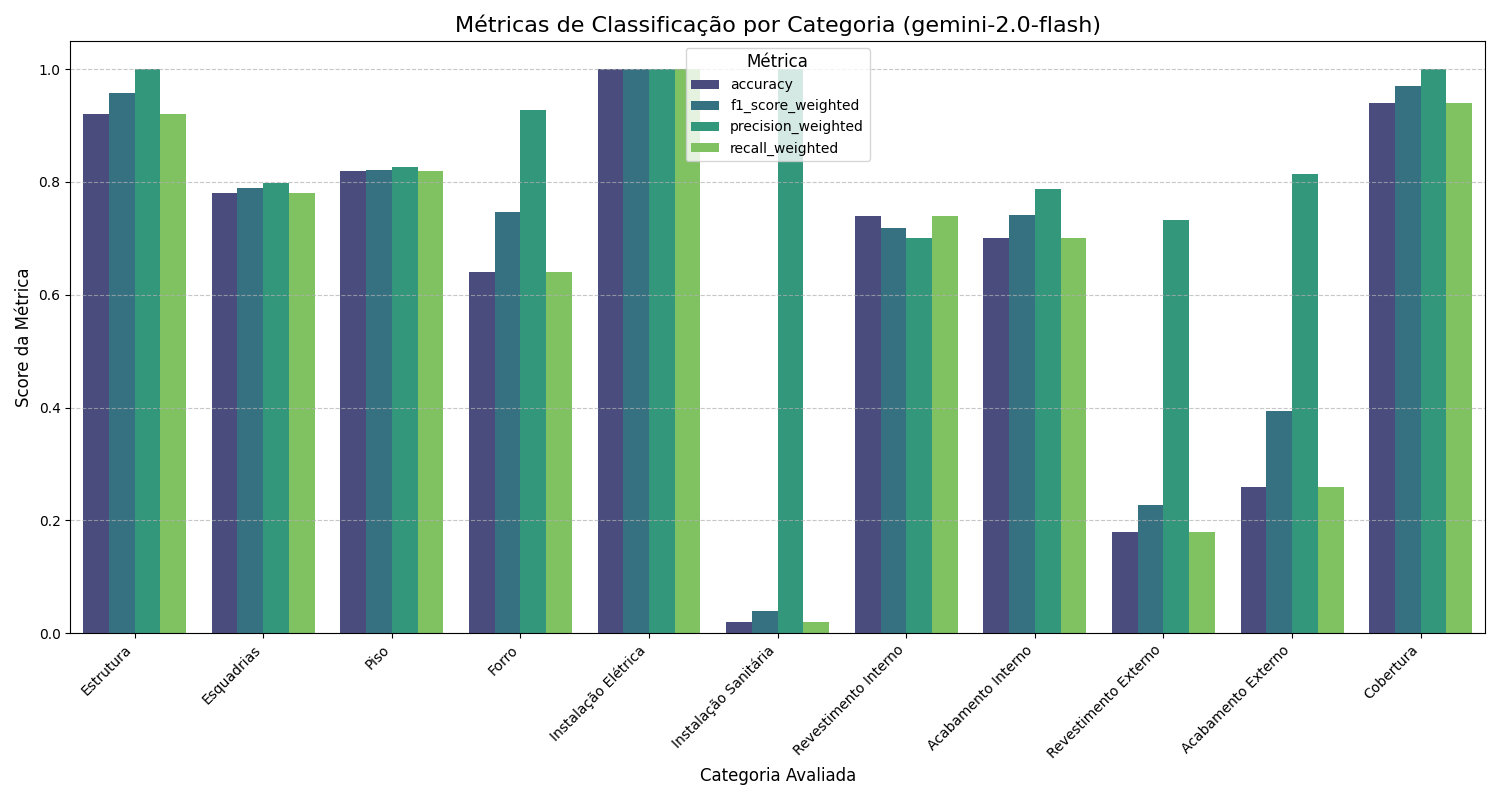 Métricas de Classificação por Categoria (gemini-2.0-flash)
Métrica
accuracy
f1_score_weighted
precision_weighted
recall_weighted
Score da Métrica
1.0
0.8
0.6
0.4
0.2
0.0
Estrutura
Esquadrias
Piso
Forro
Instalação Elétrica
Instalação Sanitária
Revestimento Interno
Acabamento Interno
Revestimento Externo
Acabamento Externo
Cobertura
Categoria Avaliada